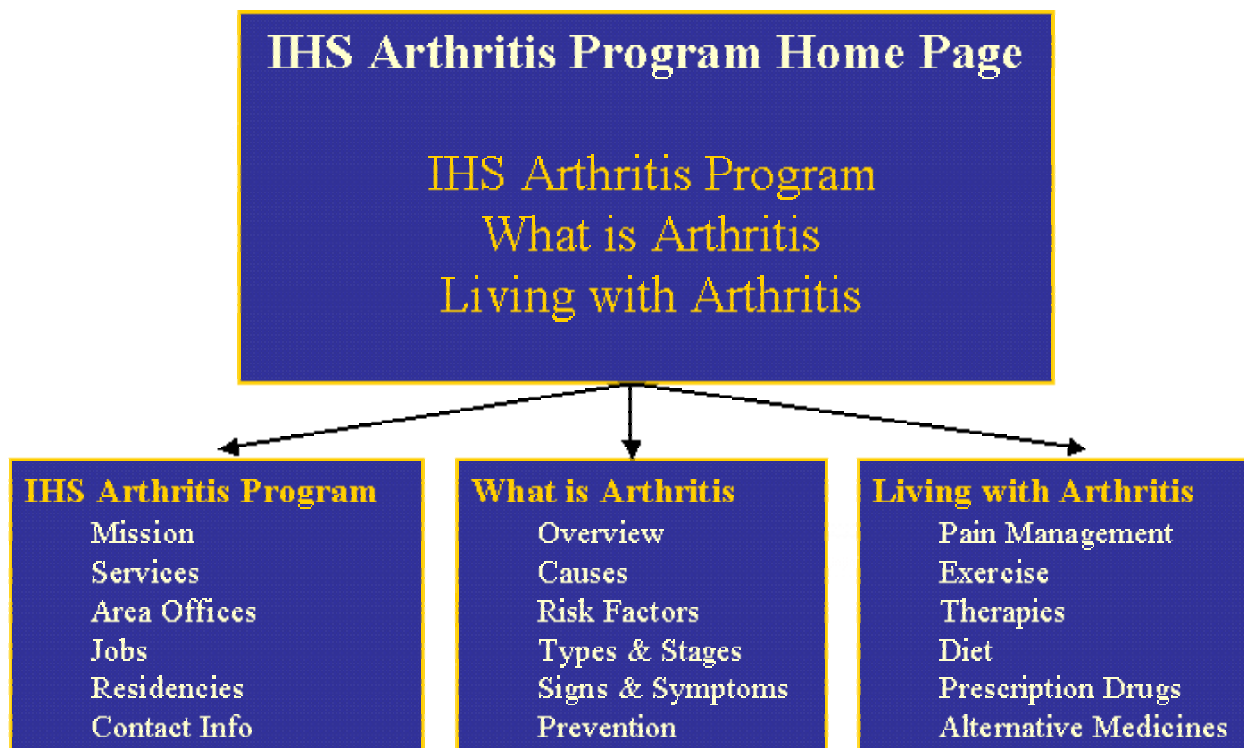 IHS Arthritis Program Home Page
IHS Arthritis Program
What is Arthritis
Living with Arthritis
IHS Arthritis Program
Mission
Services
Area Offices
Jobs
Residencies
Contact Info
What is Arthritis
Overview
Causes
Risk Factors
Types & Stages
Signs & Symptoms
Prevention
Living with Arthritis
Pain Management
Exercise
Therapies
Diet
Prescription Drugs
Alternative Medicines